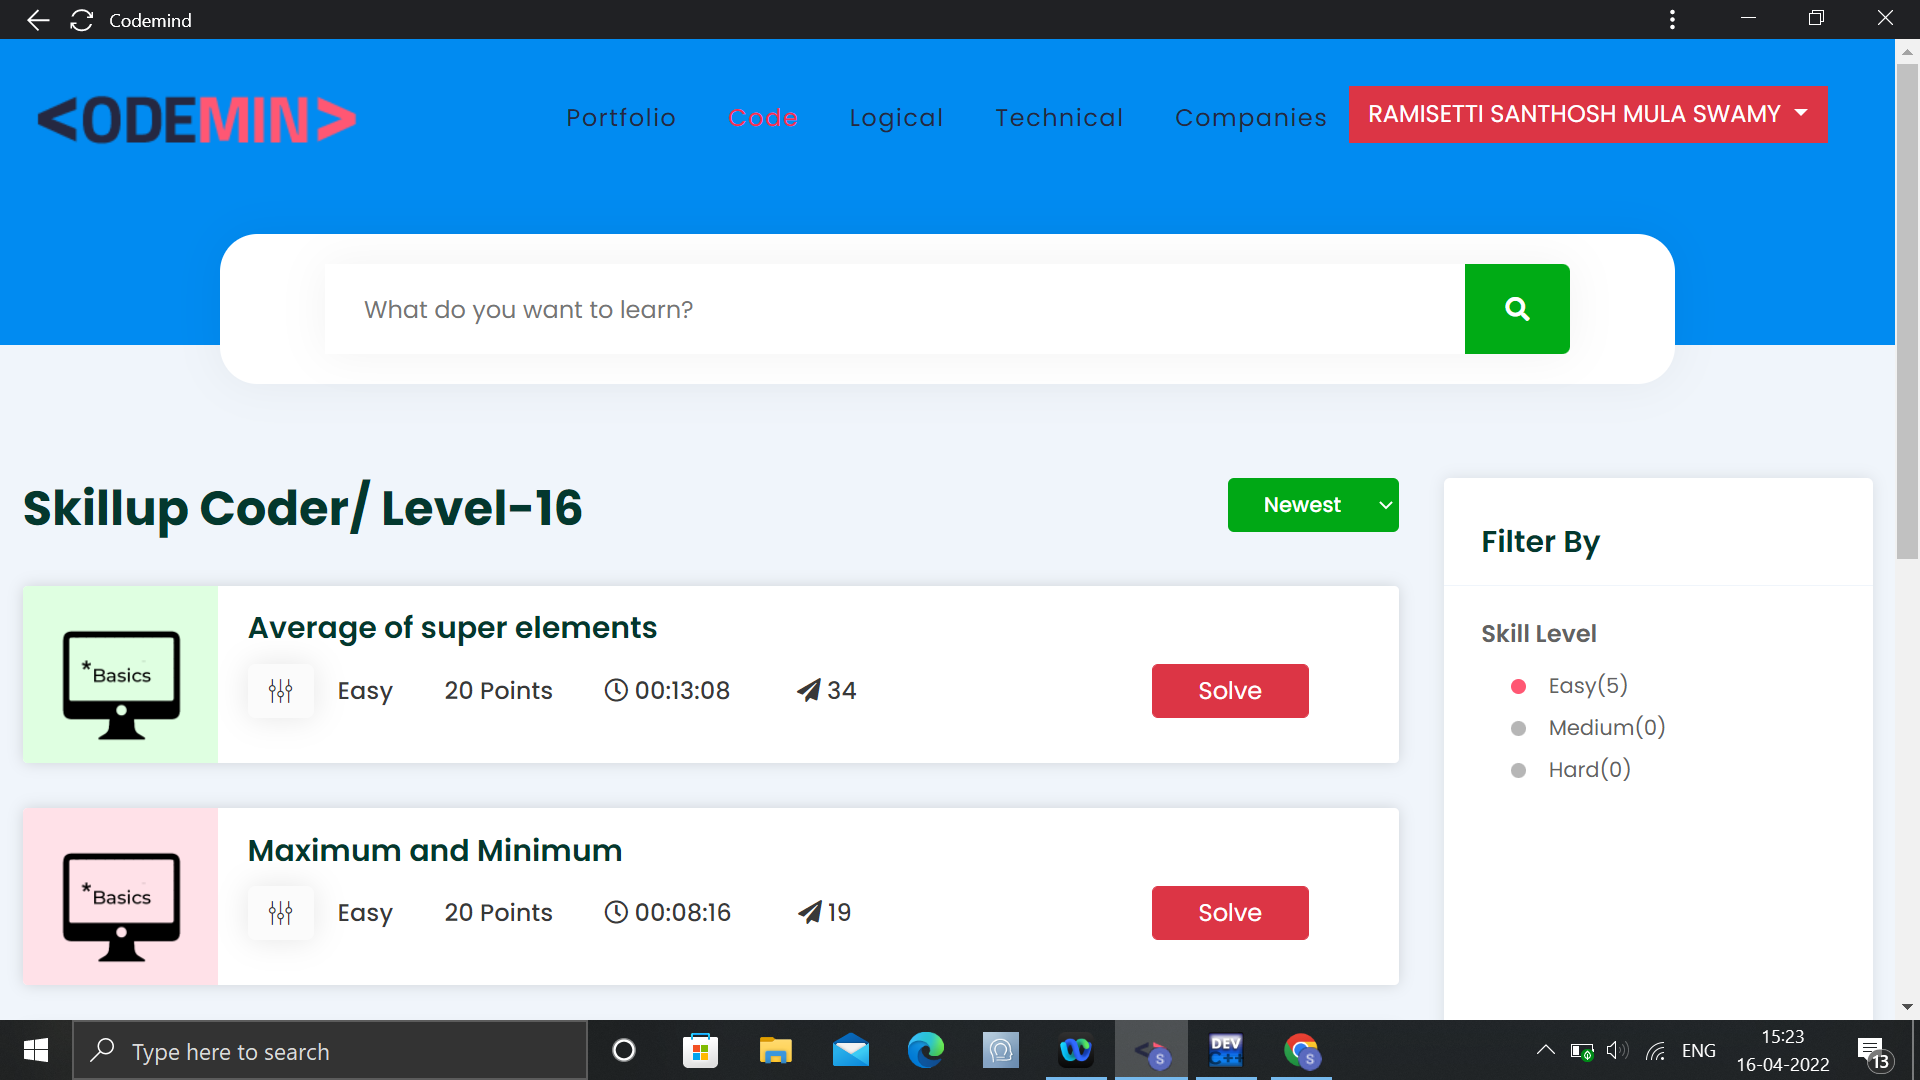 Codemind
<ODEMIN>
Portfolio Code Logical Technical Companies RAMISETTI SANTHOSH MULA SWAMY
What do you want to learn?
Skillup Coder/ Level-16
Newest
Filter By
Average of super elements
*Basics
Easy 20 Points 00:13:08 34 Solve
Skill Level
Easy(5)
Medium(0)
Hard(0)
Maximum and Minimum
*Basics
Easy 20 Points 00:08:16 19 Solve
Type here to search
S
DEV
C++
S
ENG
15:23
16-04-2022
13